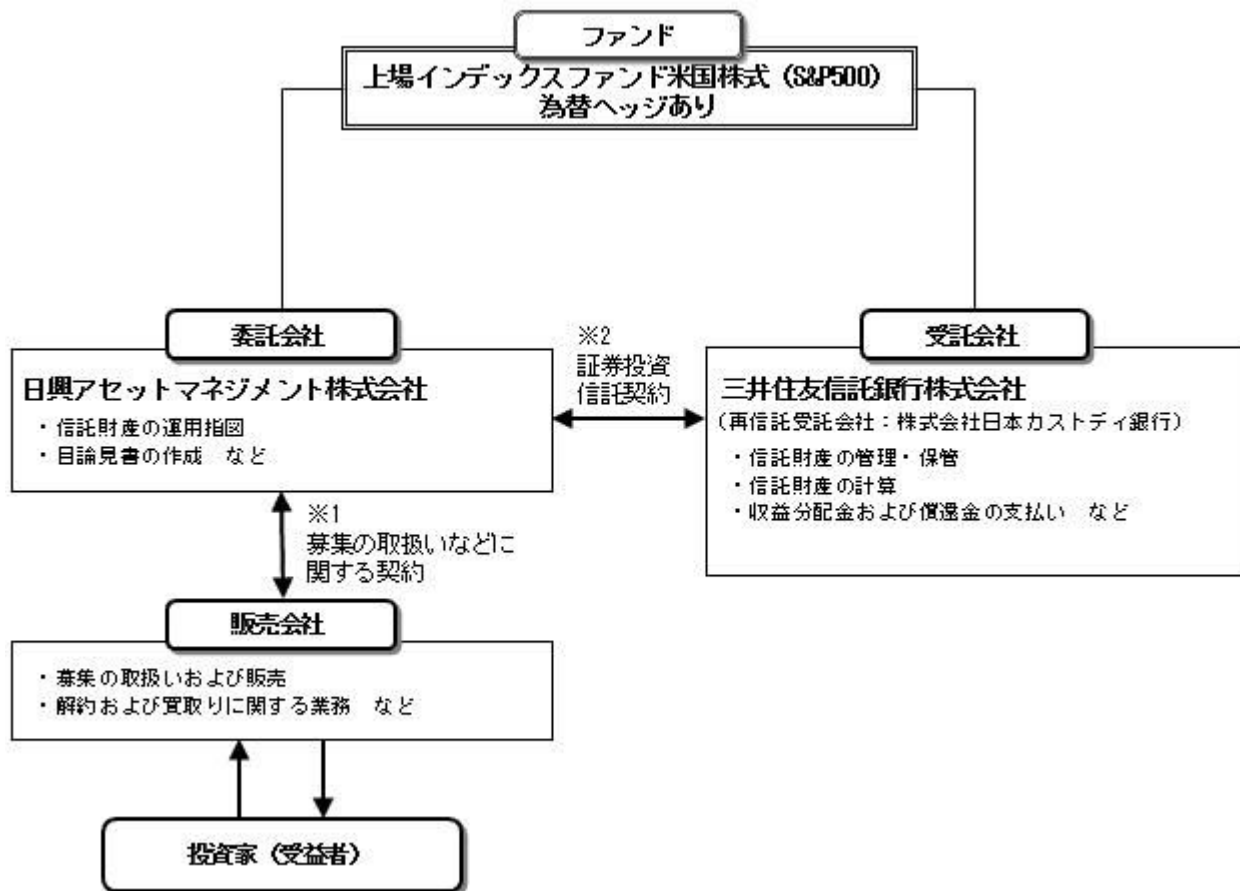 ファンド
上場インデックスファンド米国株式（S&P500）
為替ヘッジあり
委託会社
日興アセットマネジメント株式会社
・信託財産の運用指図
・目論見書の作成　など
※2
証券投資
信託契約
受託会社
三井住友信託銀行株式会社
（再信託受託会社：株式会社日本カストディ銀行）
・信託財産の管理・保管
・信託財産の計算
・収益分配金および償還金の支払い　など
※1
募集の取扱いなどに
関する契約
販売会社
・募集の取扱いおよび販売
・解約および買取りに関する業務　など
投資家（受益者）